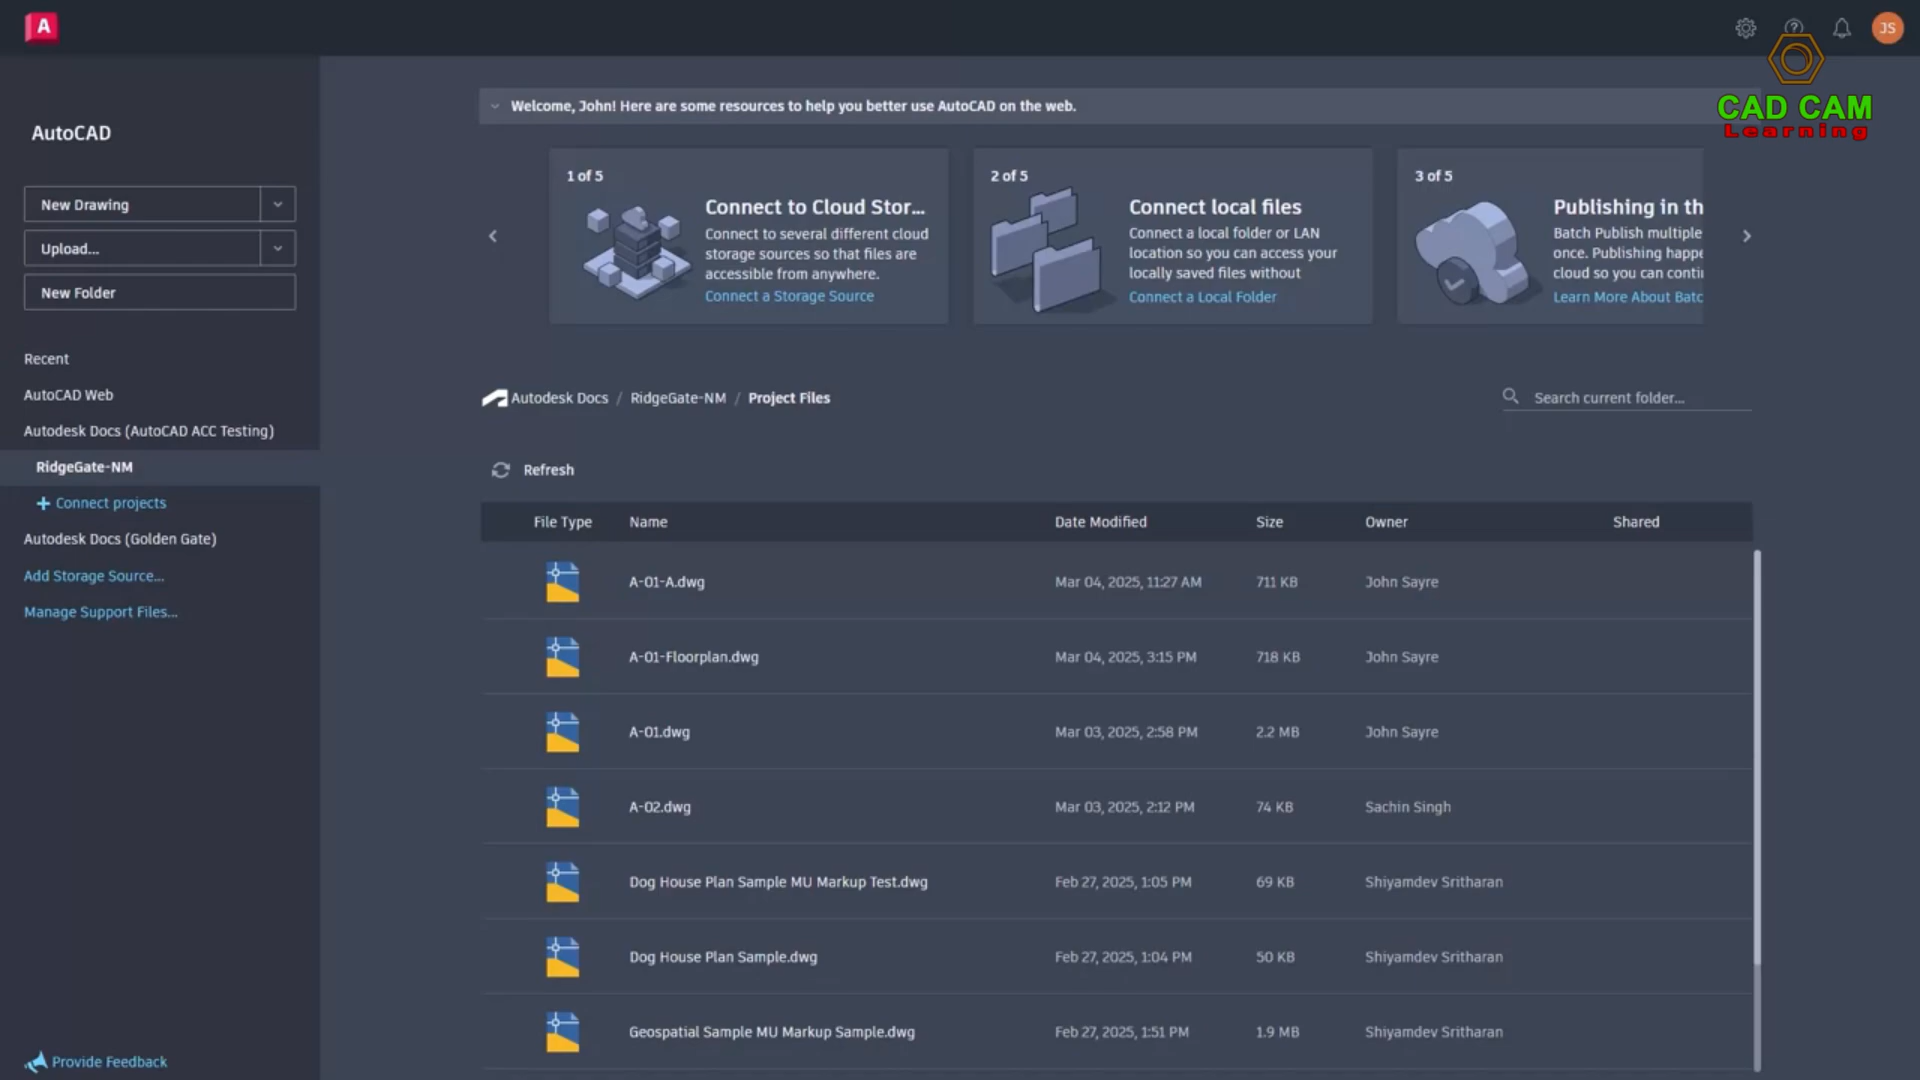 A
JS
CAD CAM
Learning
AutoCAD
New Drawing
Upload...
New Folder
Recent
AutoCAD Web
Autodesk Docs (AutoCAD ACC Testing)
RidgeGate-NM
Connect projects
Autodesk Docs (Golden Gate)
Add Storage Source...
Manage Support Files...
Provide Feedback
Welcome, John! Here are some resources to help you better use AutoCAD on the web.
1 of 5
Connect to Cloud Stor...
Connect to several different cloud
storage sources so that files are
accessible from anywhere.
Connect a Storage Source
2 of 5
Connect local files
Connect a local folder or LAN
location so you can access your
locally saved files without
Connect a Local Folder
3 of 5
Publishing in th
Batch Publish multiple
once. Publishing happe
cloud so you can conti
Learn More About Batc
Autodesk Docs / RidgeGate-NM / Project Files
Search current folder...
Refresh
File Type Name Date Modified Size Owner Shared
A-01-A.dwg Mar 04, 2025, 11:27 AM 711 KB John Sayre
A-01-Floorplan.dwg Mar 04, 2025, 3:15 PM 718 KB John Sayre
A-01.dwg Mar 03, 2025, 2:58 PM 2.2 MB John Sayre
A-02.dwg Mar 03, 2025, 2:12 PM 74 KB Sachin Singh
Dog House Plan Sample MU Markup Test.dwg Feb 27, 2025, 1:05 PM 69 KB Shiyamdev Sritharan
Dog House Plan Sample.dwg Feb 27, 2025, 1:04 PM 50 KB Shiyamdev Sritharan
Geospatial Sample MU Markup Sample.dwg Feb 27, 2025, 1:51 PM 1.9 MB Shiyamdev Sritharan